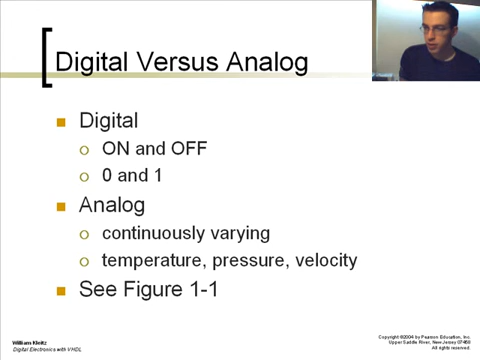 Digital Versus Analog
Digital
ON and OFF
0 and 1
Analog
continuously varying
temperature, pressure, velocity
See Figure 1-1
William Kleitz
Digital Electronics with VHDL
Copyright ©2004 by Pearson Education, Inc.
Upper Saddle River, New Jersey 07458
All rights reserved.